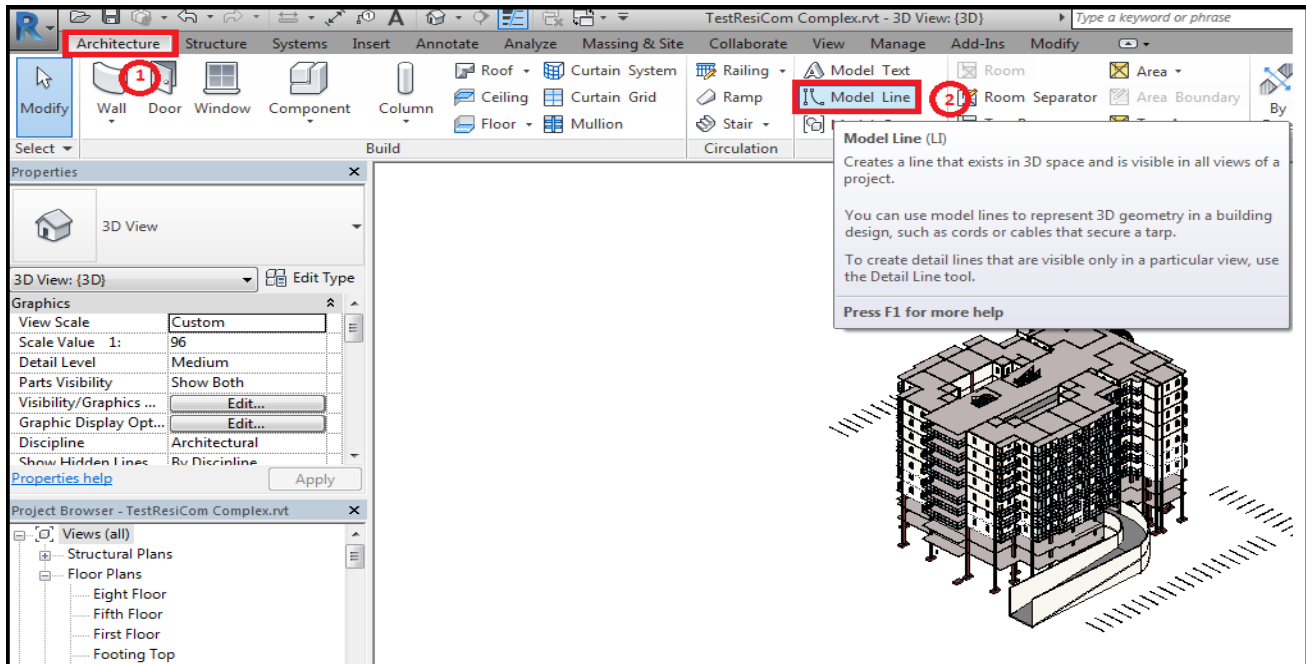 R TestResiCom Complex.rvt - 3D View: {3D} Type a keyword or phrase
Architecture Structure Systems Insert Annotate Analyze Massing & Site Collaborate View Manage Add-Ins Modify
Modify
Wall
Door
Window
Component
Column
Roof
Ceiling
Floor
Curtain System
Curtain Grid
Mullion
Railing
Ramp
Stair
Model Text
Model Line
Room
Room Separator
Area
Area Boundary
By
1
2
Select
Build
Circulation
Model Line (LI)
Creates a line that exists in 3D space and is visible in all views of a
project.
You can use model lines to represent 3D geometry in a building
design, such as cords or cables that secure a tarp.
To create detail lines that are visible only in a particular view, use
the Detail Line tool.
Press F1 for more help
Properties
3D View
3D View: {3D} Edit Type
Graphics
View Scale Custom
Scale Value 1: 96
Detail Level Medium
Parts Visibility Show Both
Visibility/Graphics ... Edit...
Graphic Display Opt... Edit...
Discipline Architectural
Show Hidden Lines By Discipline
Properties help Apply
Project Browser - TestResiCom Complex.rvt
Views (all)
Structural Plans
Floor Plans
Eight Floor
Fifth Floor
First Floor
Footing Top